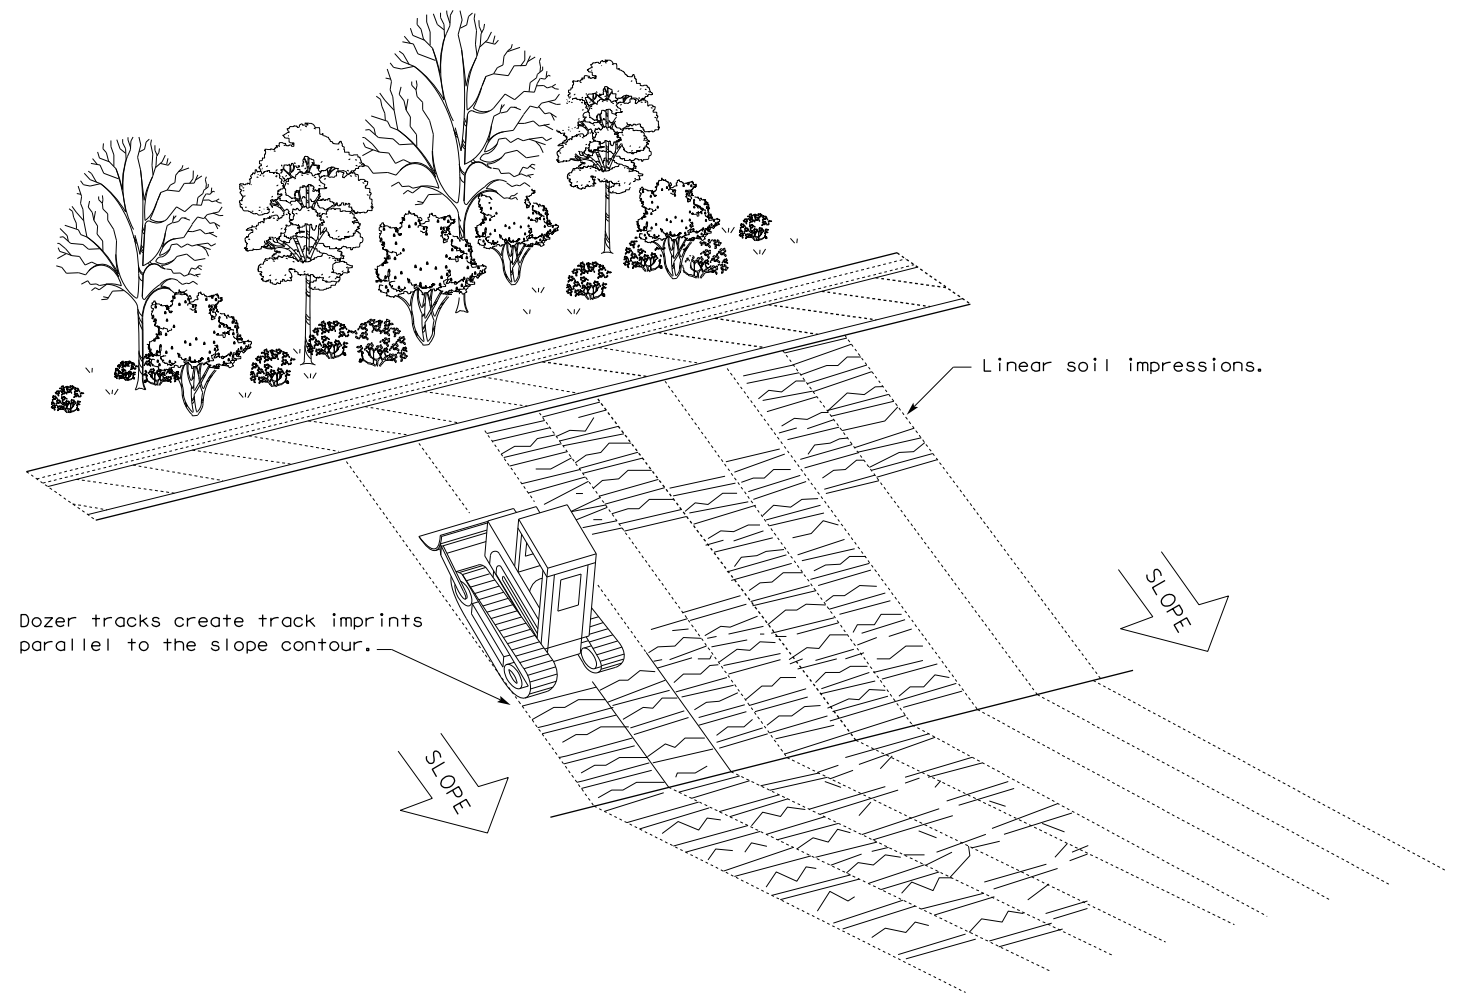 Linear soil impressions.
SLOPE
Dozer tracks create track imprints
parallel to the slope contour.
SLOPE